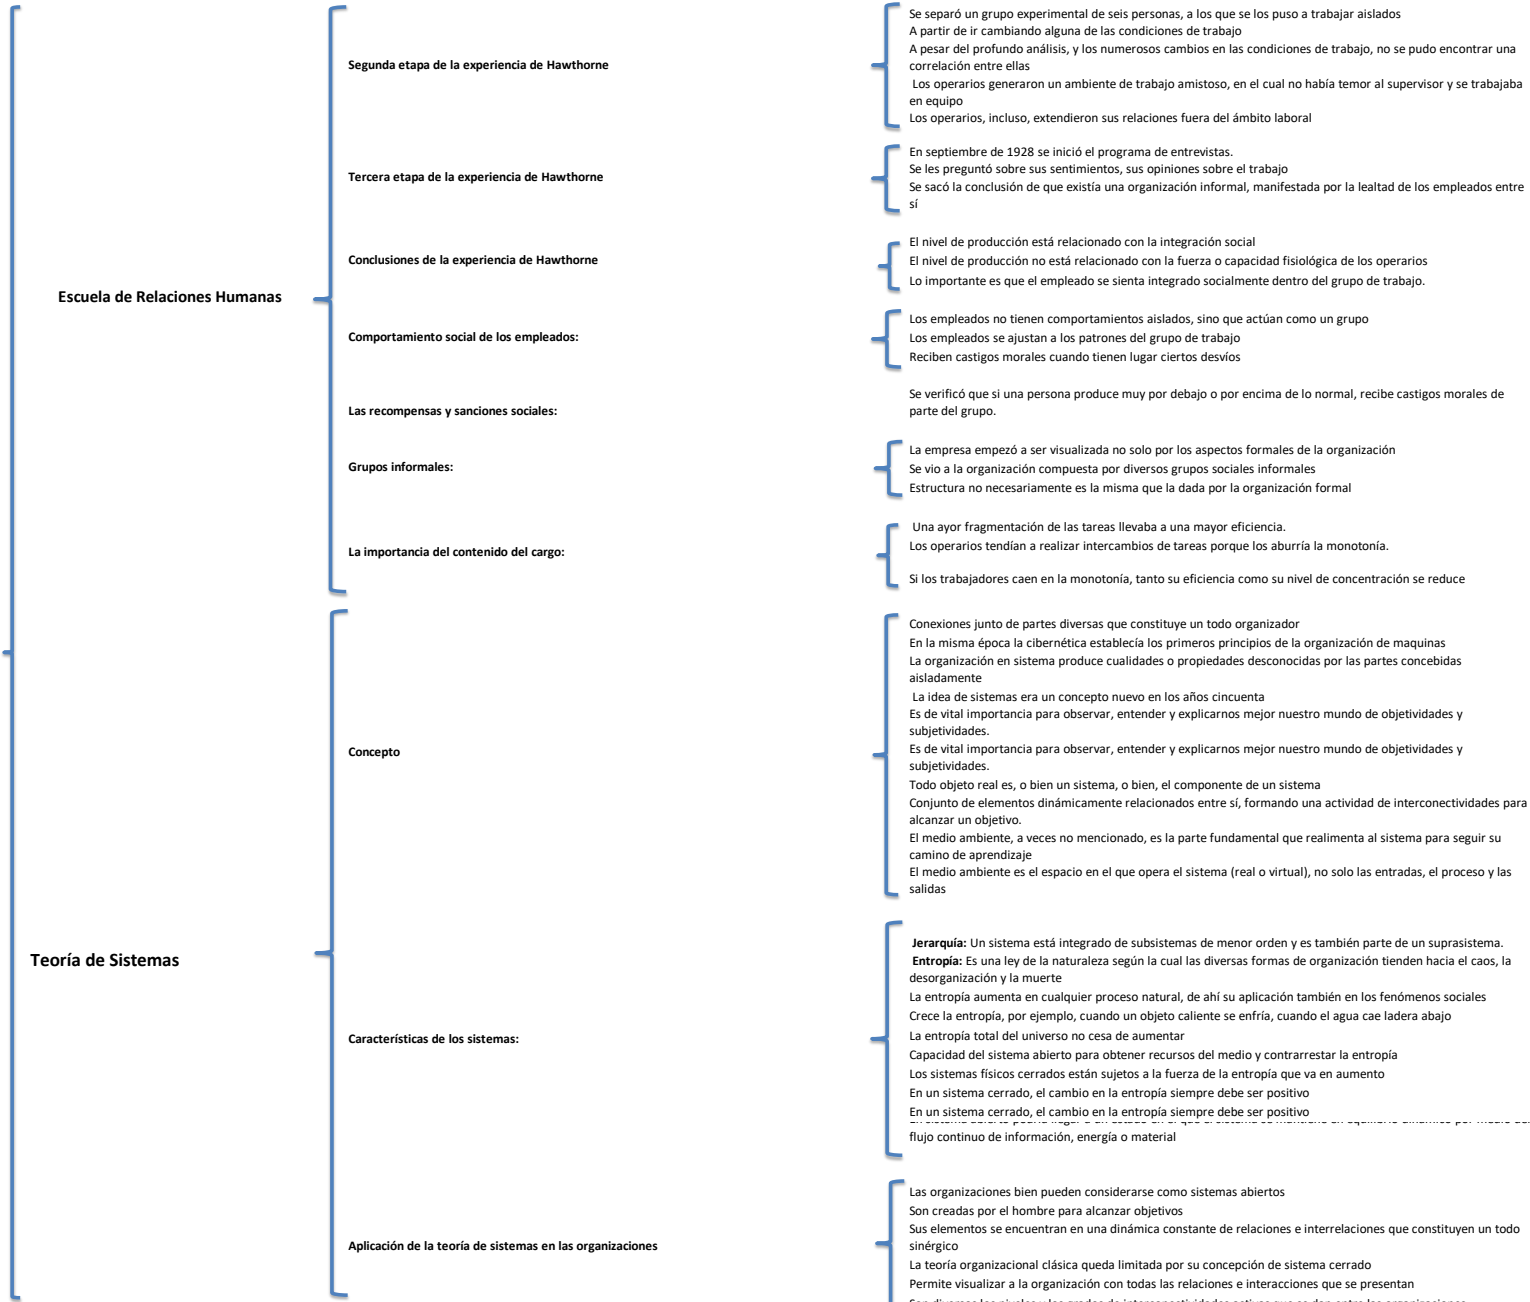 Se separó un grupo experimental de seis personas, a los que se los puso a trabajar aislados
A partir de ir cambiando alguna de las condiciones de trabajo
A pesar del profundo análisis, y los numerosos cambios en las condiciones de trabajo, no se pudo encontrar una
correlación entre ellas
Segunda etapa de la experiencia de Hawthorne
Los operarios generaron un ambiente de trabajo amistoso, en el cual no había temor al supervisor y se trabajaba
en equipo
Los operarios, incluso, extendieron sus relaciones fuera del ámbito laboral
En septiembre de 1928 se inició el programa de entrevistas.
Se les preguntó sobre sus sentimientos, sus opiniones sobre el trabajo
Tercera etapa de la experiencia de Hawthorne
Se sacó la conclusión de que existía una organización informal, manifestada por la lealtad de los empleados entre
sí
El nivel de producción está relacionado con la integración social
Conclusiones de la experiencia de Hawthorne
El nivel de producción no está relacionado con la fuerza o capacidad fisiológica de los operarios
Lo importante es que el empleado se sienta integrado socialmente dentro del grupo de trabajo.
Escuela de Relaciones Humanas
Los empleados no tienen comportamientos aislados, sino que actúan como un grupo
Comportamiento social de los empleados:
Los empleados se ajustan a los patrones del grupo de trabajo
Reciben castigos morales cuando tienen lugar ciertos desvíos
Se verificó que si una persona produce muy por debajo o por encima de lo normal, recibe castigos morales de
parte del grupo.
Las recompensas y sanciones sociales:
La empresa empezó a ser visualizada no solo por los aspectos formales de la organización
Grupos informales:
Se vio a la organización compuesta por diversos grupos sociales informales
Estructura no necesariamente es la misma que la dada por la organización formal
Una ayor fragmentación de las tareas llevaba a una mayor eficiencia.
Los operarios tendían a realizar intercambios de tareas porque los aburría la monotonía.
La importancia del contenido del cargo:
Si los trabajadores caen en la monotonía, tanto su eficiencia como su nivel de concentración se reduce
Conexiones junto de partes diversas que constituye un todo organizador
En la misma época la cibernética establecía los primeros principios de la organización de maquinas
La organización en sistema produce cualidades o propiedades desconocidas por las partes concebidas
aisladamente
La idea de sistemas era un concepto nuevo en los años cincuenta
Es de vital importancia para observar, entender y explicarnos mejor nuestro mundo de objetividades y
subjetividades.
Concepto
Es de vital importancia para observar, entender y explicarnos mejor nuestro mundo de objetividades y
subjetividades.
Todo objeto real es, o bien un sistema, o bien, el componente de un sistema
Conjunto de elementos dinámicamente relacionados entre sí, formando una actividad de interconectividades para
alcanzar un objetivo.
El medio ambiente, a veces no mencionado, es la parte fundamental que realimenta al sistema para seguir su
camino de aprendizaje
El medio ambiente es el espacio en el que opera el sistema (real o virtual), no solo las entradas, el proceso y las
salidas
Teoría de Sistemas
Jerarquía: Un sistema está integrado de subsistemas de menor orden y es también parte de un suprasistema.
Entropía: Es una ley de la naturaleza según la cual las diversas formas de organización tienden hacia el caos, la
desorganización y la muerte
La entropía aumenta en cualquier proceso natural, de ahí su aplicación también en los fenómenos sociales
Crece la entropía, por ejemplo, cuando un objeto caliente se enfría, cuando el agua cae ladera abajo
Características de los sistemas:
La entropía total del universo no cesa de aumentar
Capacidad del sistema abierto para obtener recursos del medio y contrarrestar la entropía
Los sistemas físicos cerrados están sujetos a la fuerza de la entropía que va en aumento
En un sistema cerrado, el cambio en la entropía siempre debe ser positivo
En un sistema cerrado, el cambio en la entropía siempre debe ser positivo
flujo continuo de información, energía o material
Las organizaciones bien pueden considerarse como sistemas abiertos
Son creadas por el hombre para alcanzar objetivos
Sus elementos se encuentran en una dinámica constante de relaciones e interrelaciones que constituyen un todo
sinérgico
Aplicación de la teoría de sistemas en las organizaciones
La teoría organizacional clásica queda limitada por su concepción de sistema cerrado
Permite visualizar a la organización con todas las relaciones e interacciones que se presentan